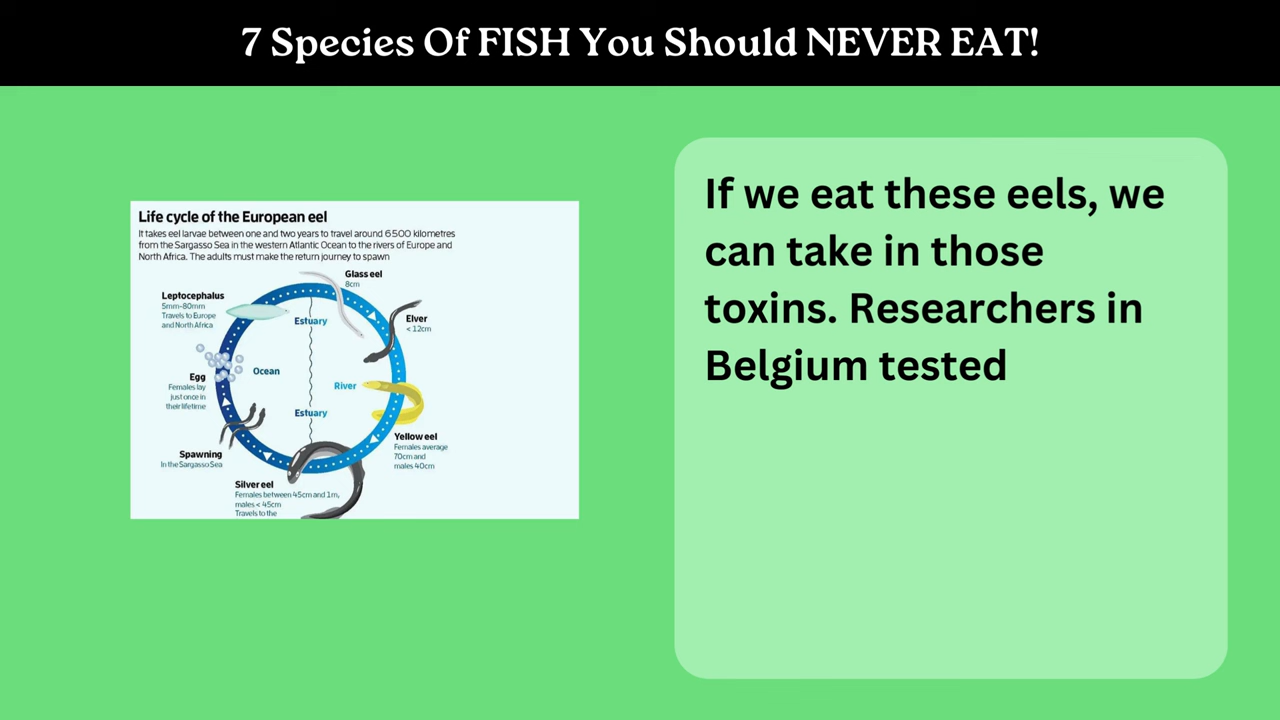 7 Species Of FISH You Should NEVER EAT!
Life cycle of the European eel
It takes eel larvae between one and two years to travel around 6500 kilometres
from the Sargasso Sea in the western Atlantic Ocean to the rivers of Europe and
North Africa. The adults must make the return journey to spawn
Glass eel
8cm
Leptocephalus
5mm-80mm
Travels to Europe
and North Africa
Estuary
Elver
< 12cm
Egg
Females lay
just once in
their lifetime
Ocean
River
Estuary
Yellow eel
Females average
70cm and
males 40cm
Spawning
In the Sargasso Sea
Silver eel
Females between 45cm and 1m,
males < 45cm
Travels to the
If we eat these eels, we
can take in those
toxins. Researchers in
Belgium tested